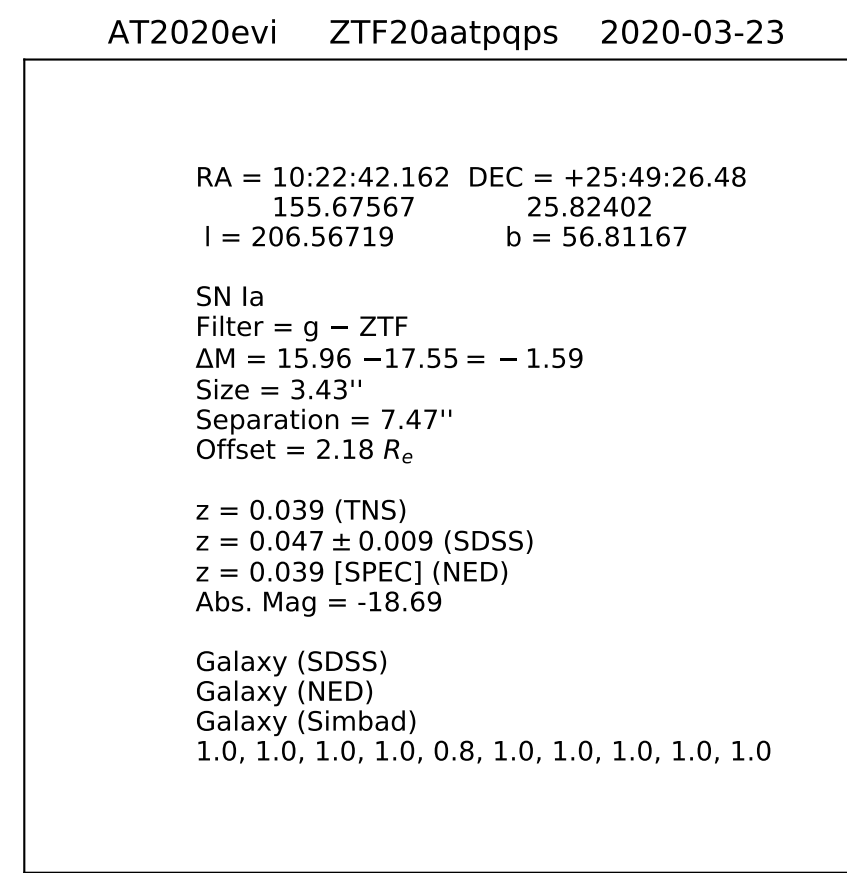 AT2020evi ZTF20aatpqps 2020-03-23
RA = 10:22:42.162 DEC = +25:49:26.48
155.67567 25.82402
l = 206.56719 b = 56.81167
SN Ia
Filter = g − ZTF
ΔM = 15.96 −17.55 = − 1.59
Size = 3.43''
Separation = 7.47''
Offset = 2.18 Re
z = 0.039 (TNS)
z = 0.047 ± 0.009 (SDSS)
z = 0.039 [SPEC] (NED)
Abs. Mag = -18.69
Galaxy (SDSS)
Galaxy (NED)
Galaxy (Simbad)
1.0, 1.0, 1.0, 1.0, 0.8, 1.0, 1.0, 1.0, 1.0, 1.0